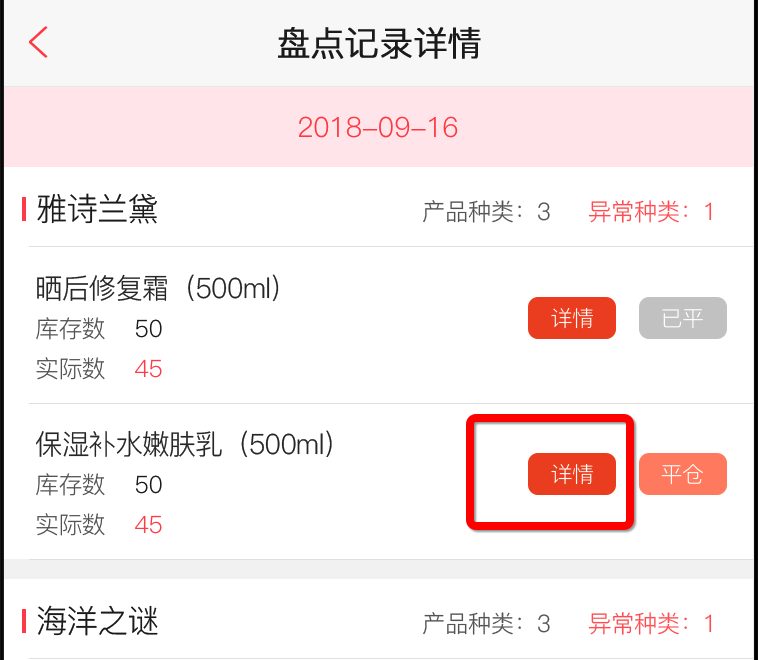 盘点记录详情
2018-09-16
雅诗兰黛 产品种类：3 异常种类：1
晒后修复霜（500ml）
库存数 50
详情 已平
实际数 45
保湿补水嫩肤乳（500ml）
库存数 50
详情 平仓
实际数 45
海洋之谜 产品种类：3 异常种类：1